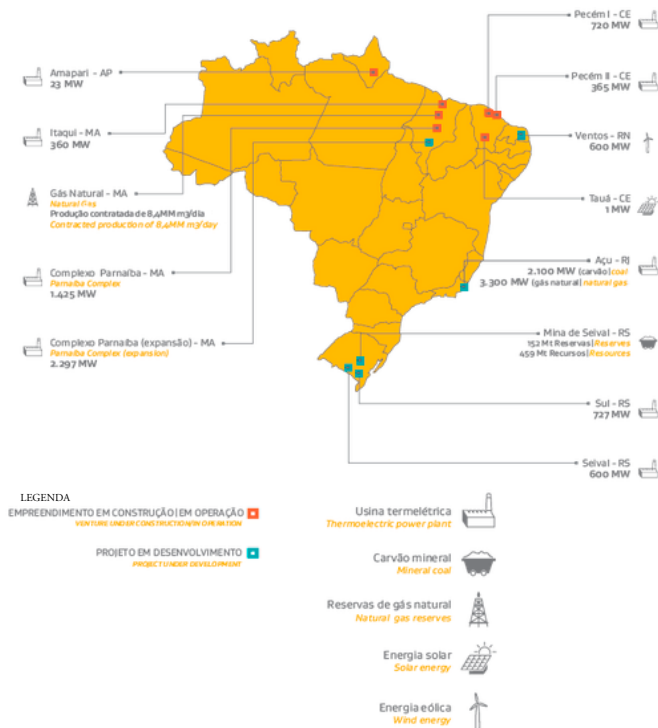 Pecém I - CE
720 MW
Amapari - AP
23 MW
Pecém II - CE
365 MW
Itaqui - MA
360 MW
Ventos - RN
600 MW
Gás Natural - MA
Natural Gas
Produção contratada de 8,4MM m3/dia
Contracted production of 8,4MM m3/day
Tauá - CE
1 MW
Açu - RJ
2.100 MW (carvão)|coal
3.300 MW (gás natural)|natural gas
Complexo Parnaíba - MA
Parnaíba Complex
1.425 MW
Mina de Seival - RS
152 Mt Reservas|Reserves
459 Mt Recursos|Resources
Complexo Parnaíba (expansão) - MA
Parnaíba Complex (expansion)
2.297 MW
Sul - RS
727 MW
Seival - RS
600 MW
LEGENDA
EMPREENDIMENTO EM CONSTRUÇÃO|EM OPERAÇÃO
VENTURE UNDER CONSTRUCTION/IN OPERATION
PROJETO EM DESENVOLVIMENTO
PROJECT UNDER DEVELOPMENT
Usina termelétrica
Thermoelectric power plant
Carvão mineral
Mineral coal
Reservas de gás natural
Natural gas reserves
Energia solar
Solar energy
Energia eólica
Wind energy